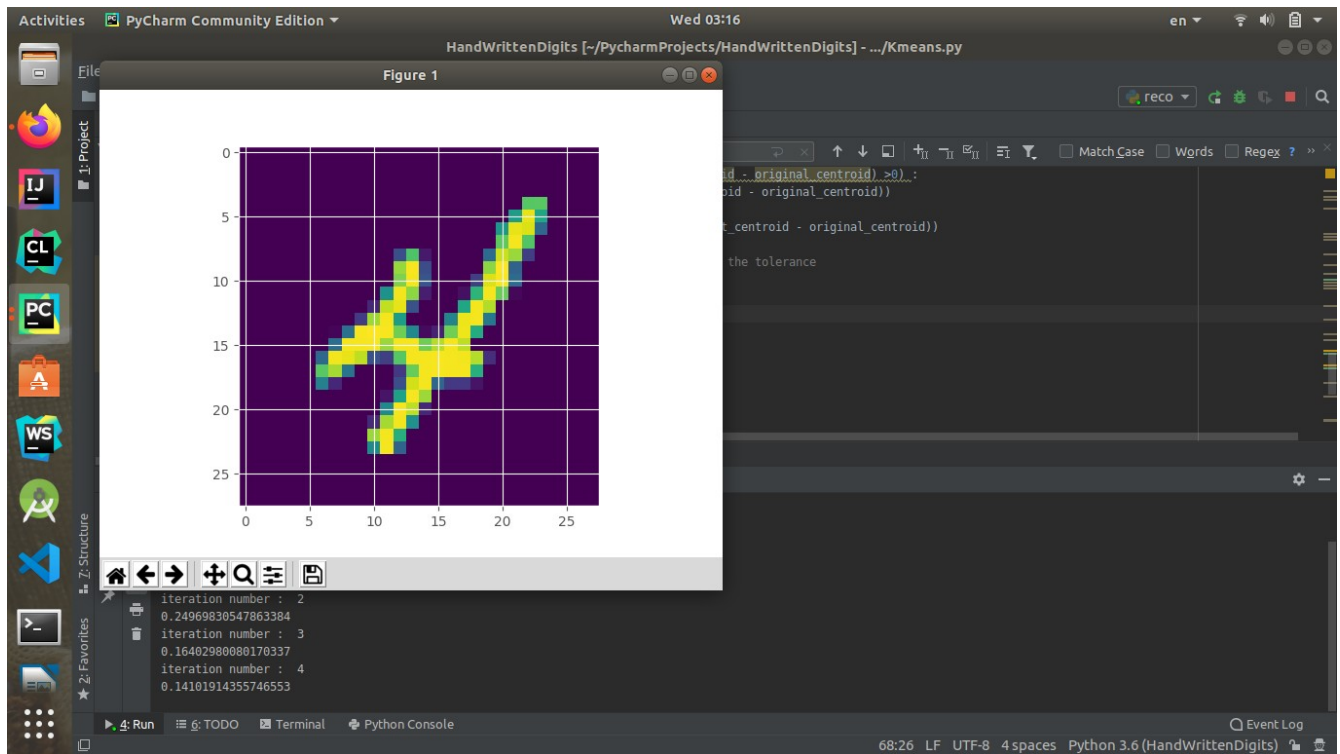 Activities PyCharm Community Edition ▾ Wed 03:16 en ▾
HandWrittenDigits [~/PycharmProjects/HandWrittenDigits] - .../Kmeans.py
File
Figure 1
reco
1: Project
Match Case Words Regex ? »
id - original_centroid) >0) :
oid - original_centroid))
t_centroid - original_centroid))
the tolerance
IJ
CL
PC
A
WS
0
5
10
15
20
25
0 5 10 15 20 25
7: Structure
2: Favorites
iteration number : 2
0.24969830547863384
iteration number : 3
0.16402980080170337
iteration number : 4
0.14101914355746553
4: Run 6: TODO Terminal Python Console Event Log
68:26 LF UTF-8 4 spaces Python 3.6 (HandWrittenDigits)